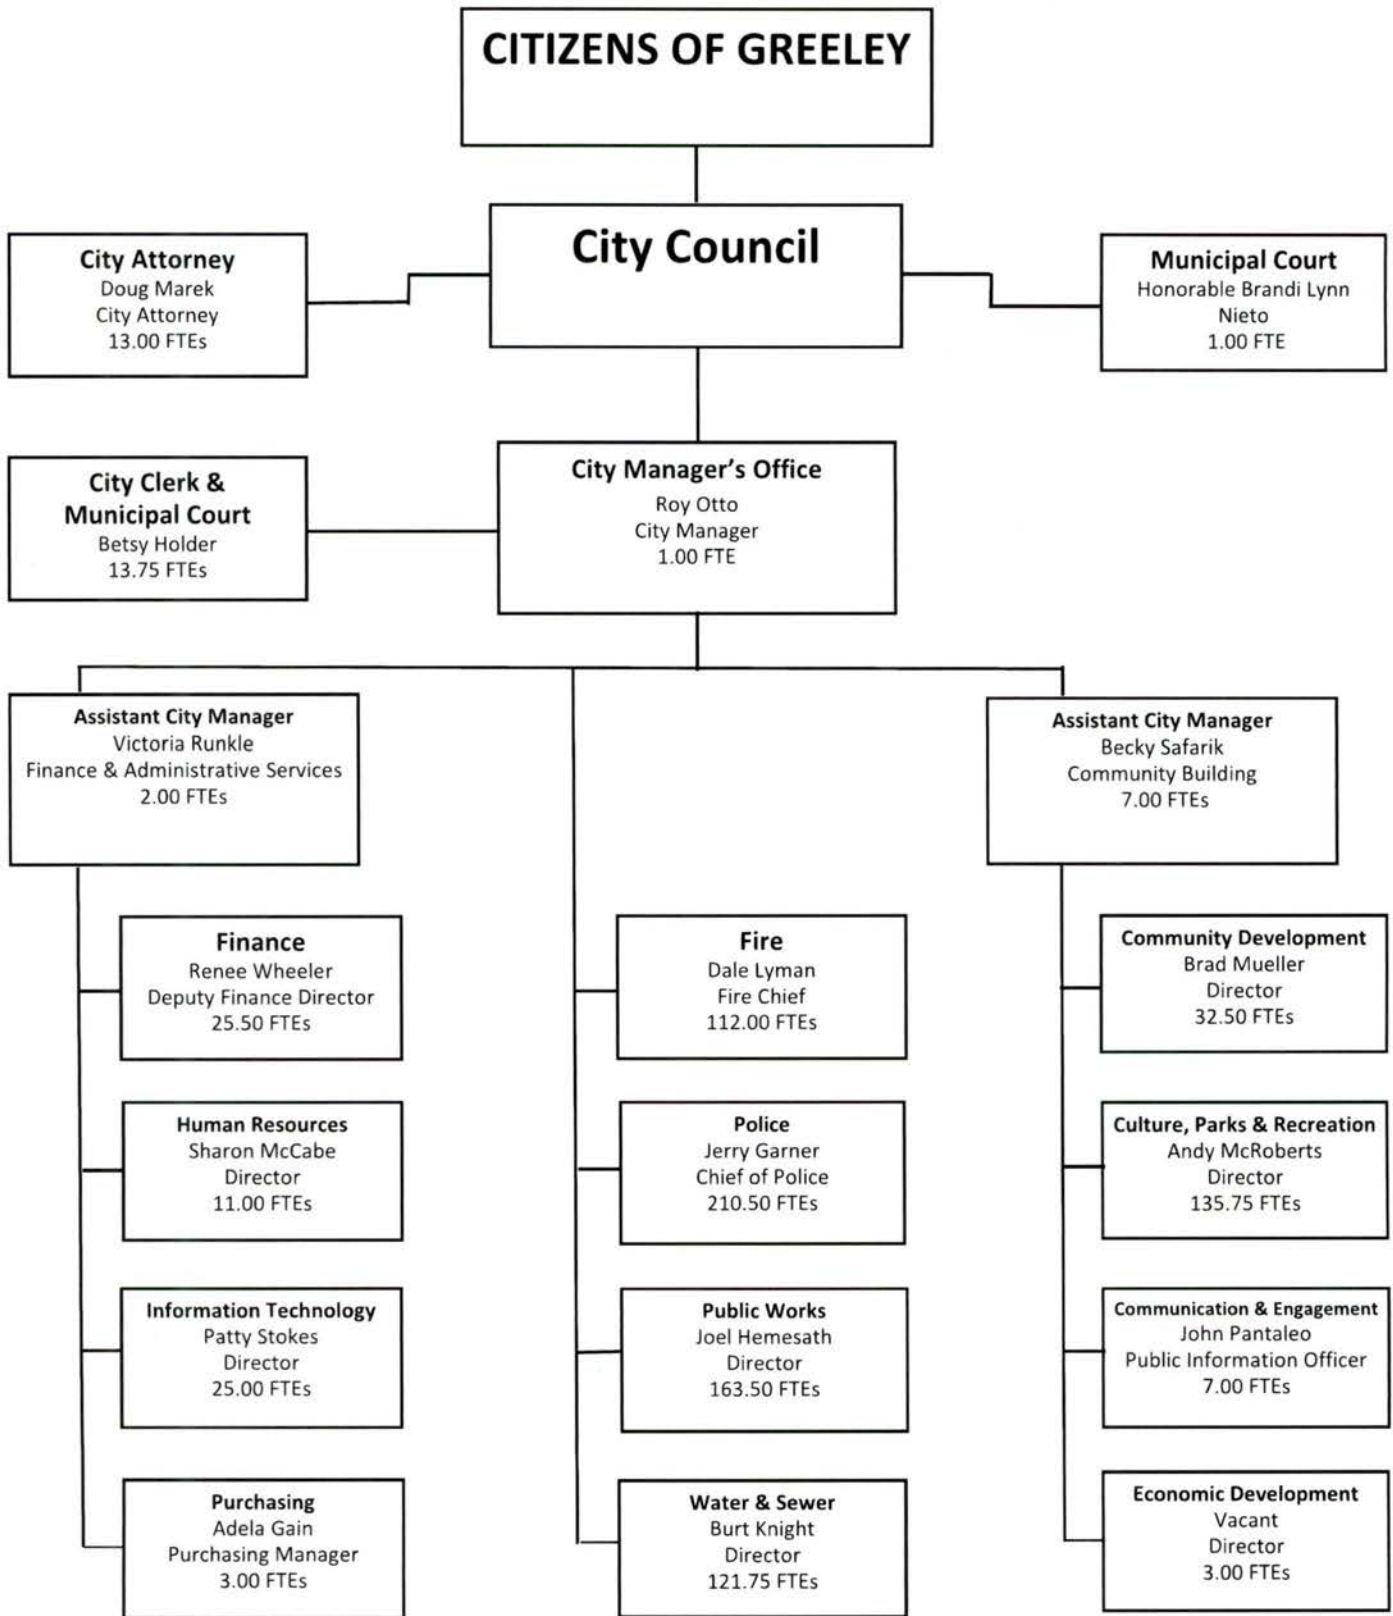 CITIZENS OF GREELEY
City Council
City Attorney
Doug Marek
City Attorney
13.00 FTEs
Municipal Court
Honorable Brandi Lynn
Nieto
1.00 FTE
City Clerk &
Municipal Court
Betsy Holder
13.75 FTEs
City Manager's Office
Roy Otto
City Manager
1.00 FTE
Assistant City Manager
Victoria Runkle
Finance & Administrative Services
2.00 FTEs
Assistant City Manager
Becky Safarik
Community Building
7.00 FTEs
Finance
Renee Wheeler
Deputy Finance Director
25.50 FTEs
Human Resources
Sharon McCabe
Director
11.00 FTEs
Information Technology
Patty Stokes
Director
25.00 FTEs
Purchasing
Adela Gain
Purchasing Manager
3.00 FTEs
Fire
Dale Lyman
Fire Chief
112.00 FTEs
Police
Jerry Garner
Chief of Police
210.50 FTEs
Public Works
Joel Hemesath
Director
163.50 FTEs
Water & Sewer
Burt Knight
Director
121.75 FTEs
Community Development
Brad Mueller
Director
32.50 FTEs
Culture, Parks & Recreation
Andy McRoberts
Director
135.75 FTEs
Communication & Engagement
John Pantaleo
Public Information Officer
7.00 FTEs
Economic Development
Vacant
Director
3.00 FTEs